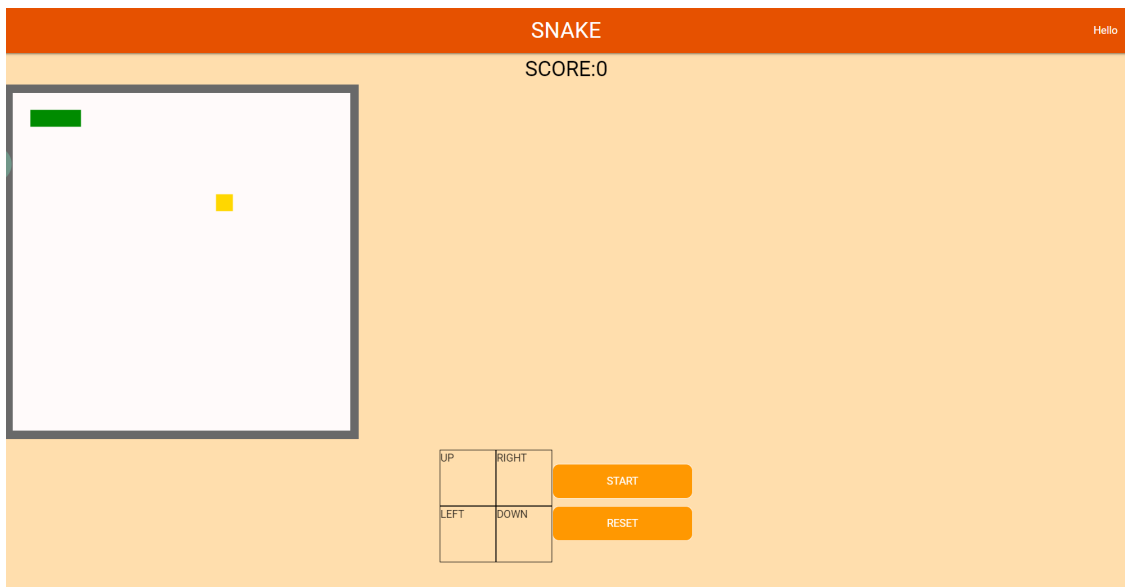 SNAKE
Hello
SCORE:0
UP
RIGHT
START
LEFT
DOWN
RESET